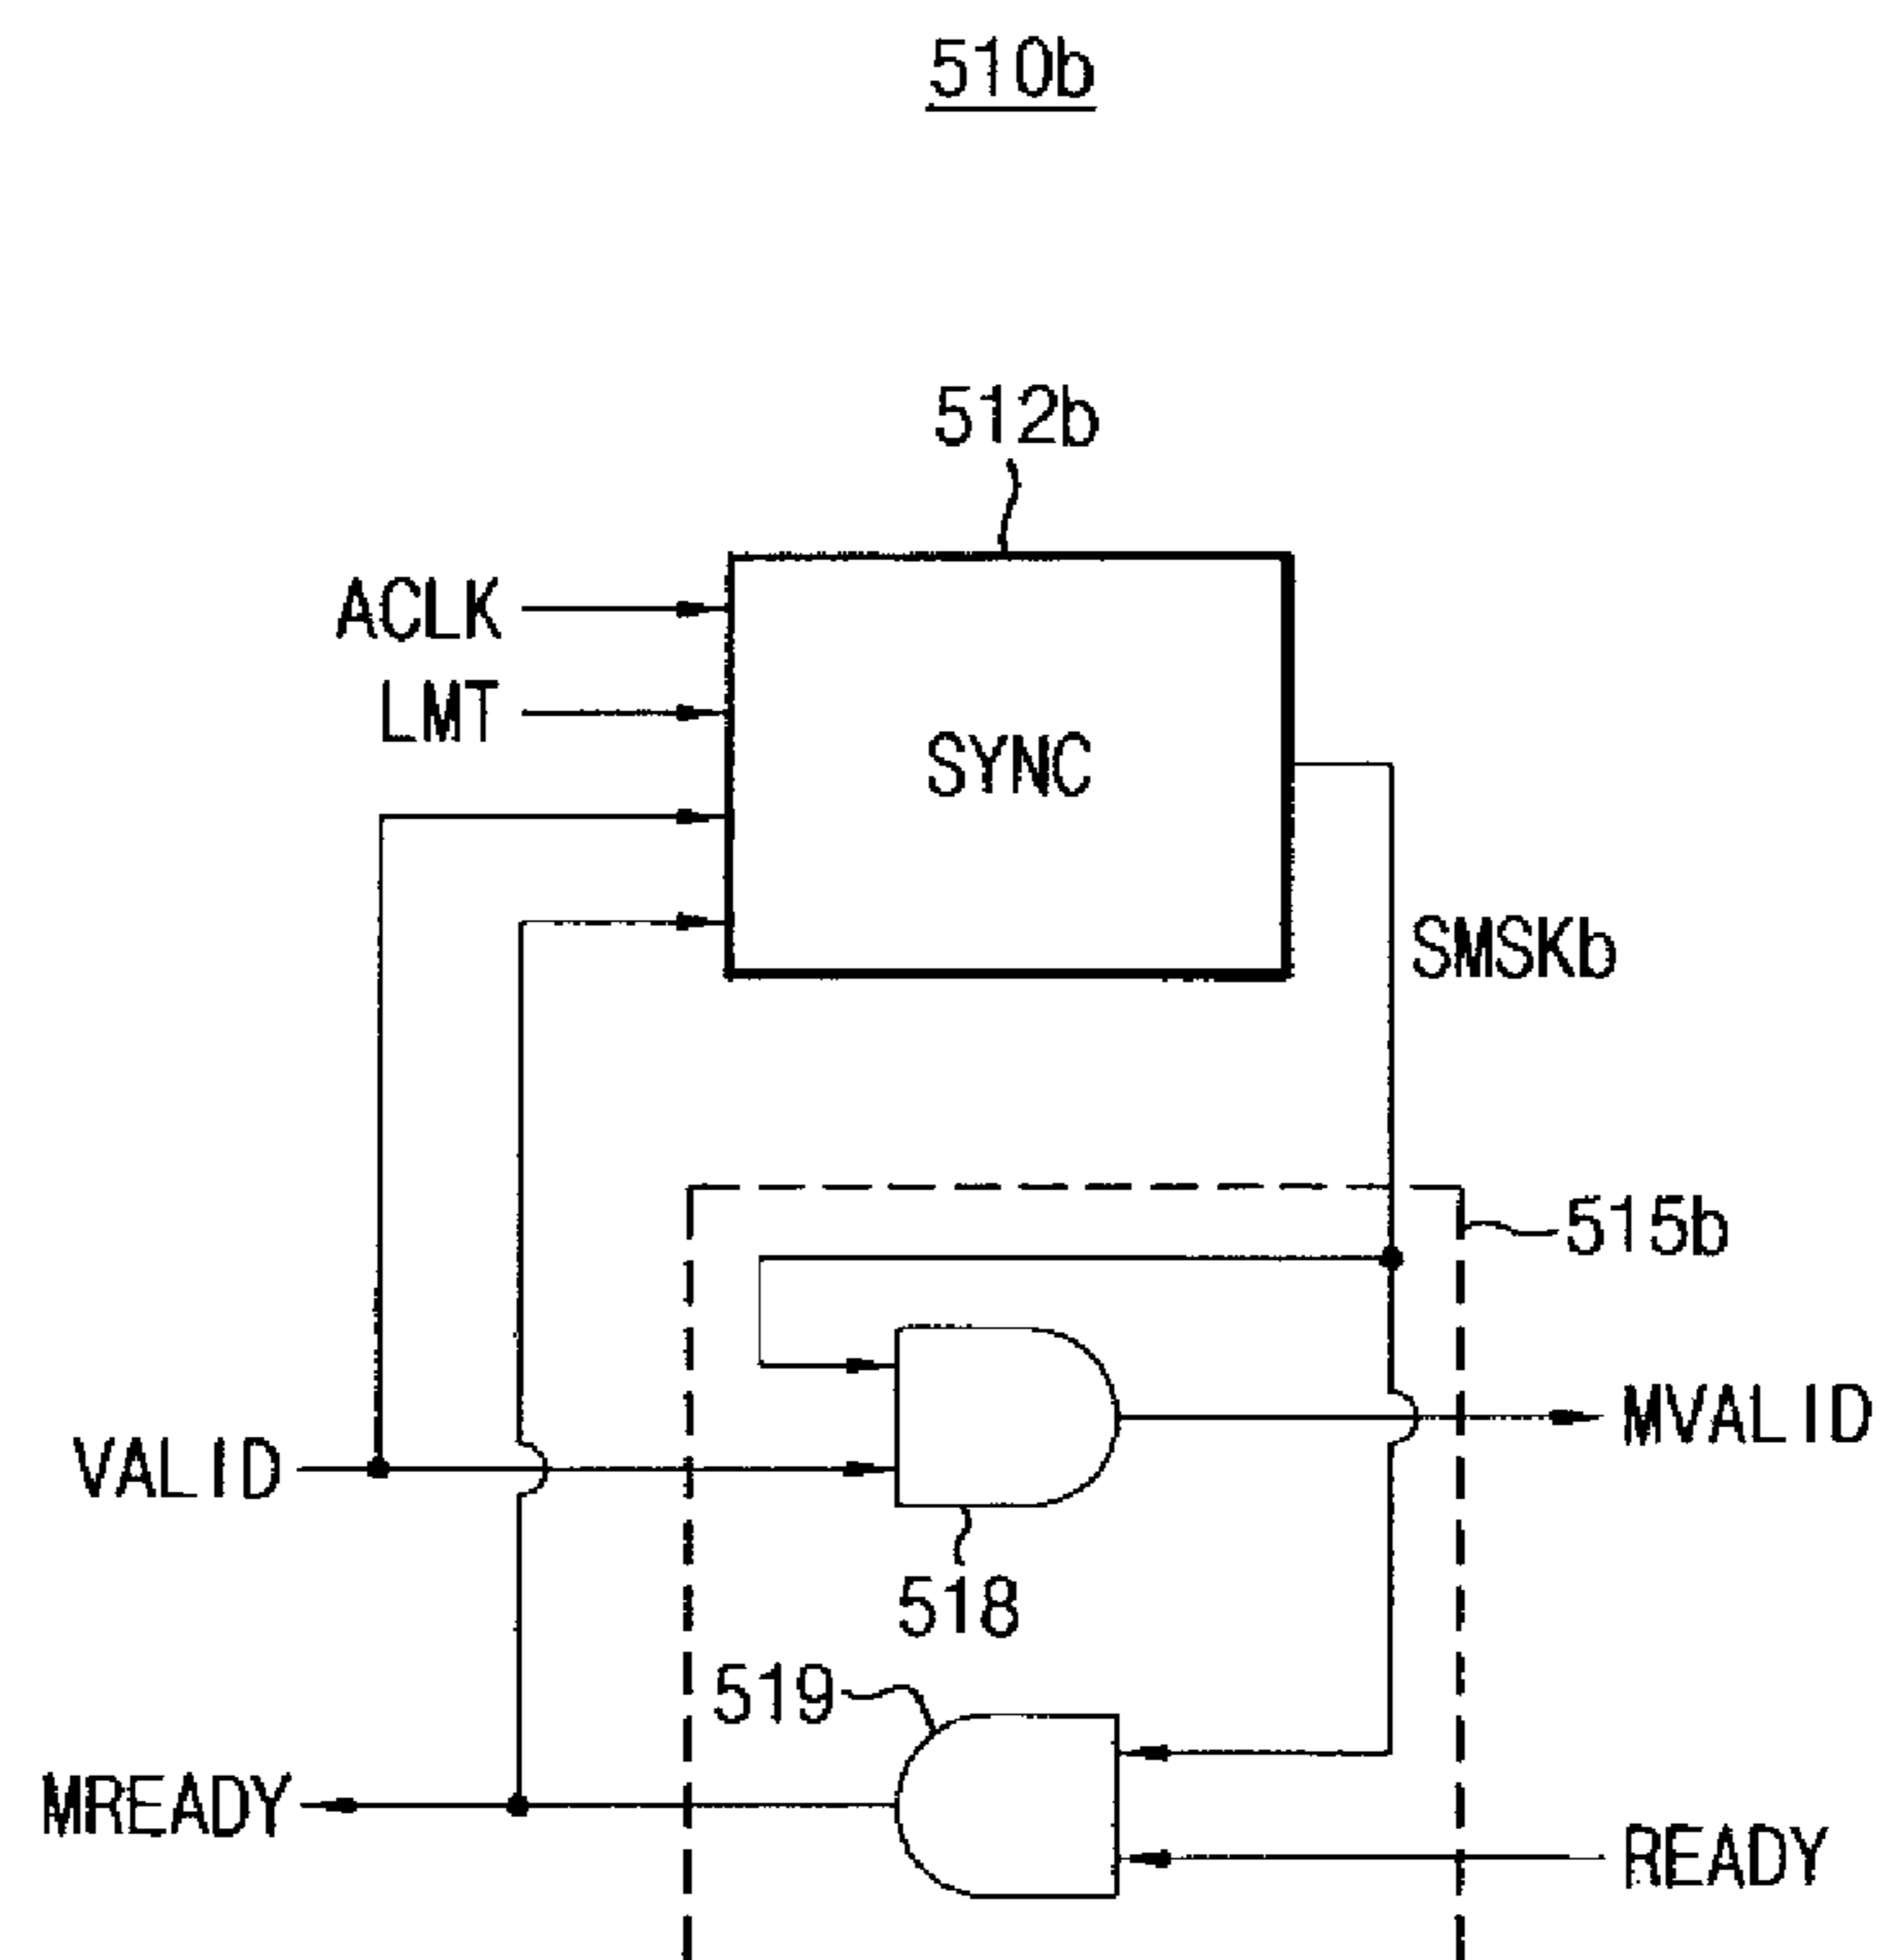 510b
512b
ACLK
LMT
SYNC
SMSKb
515b
MVALID
VALID
518
519
MREADY
READY